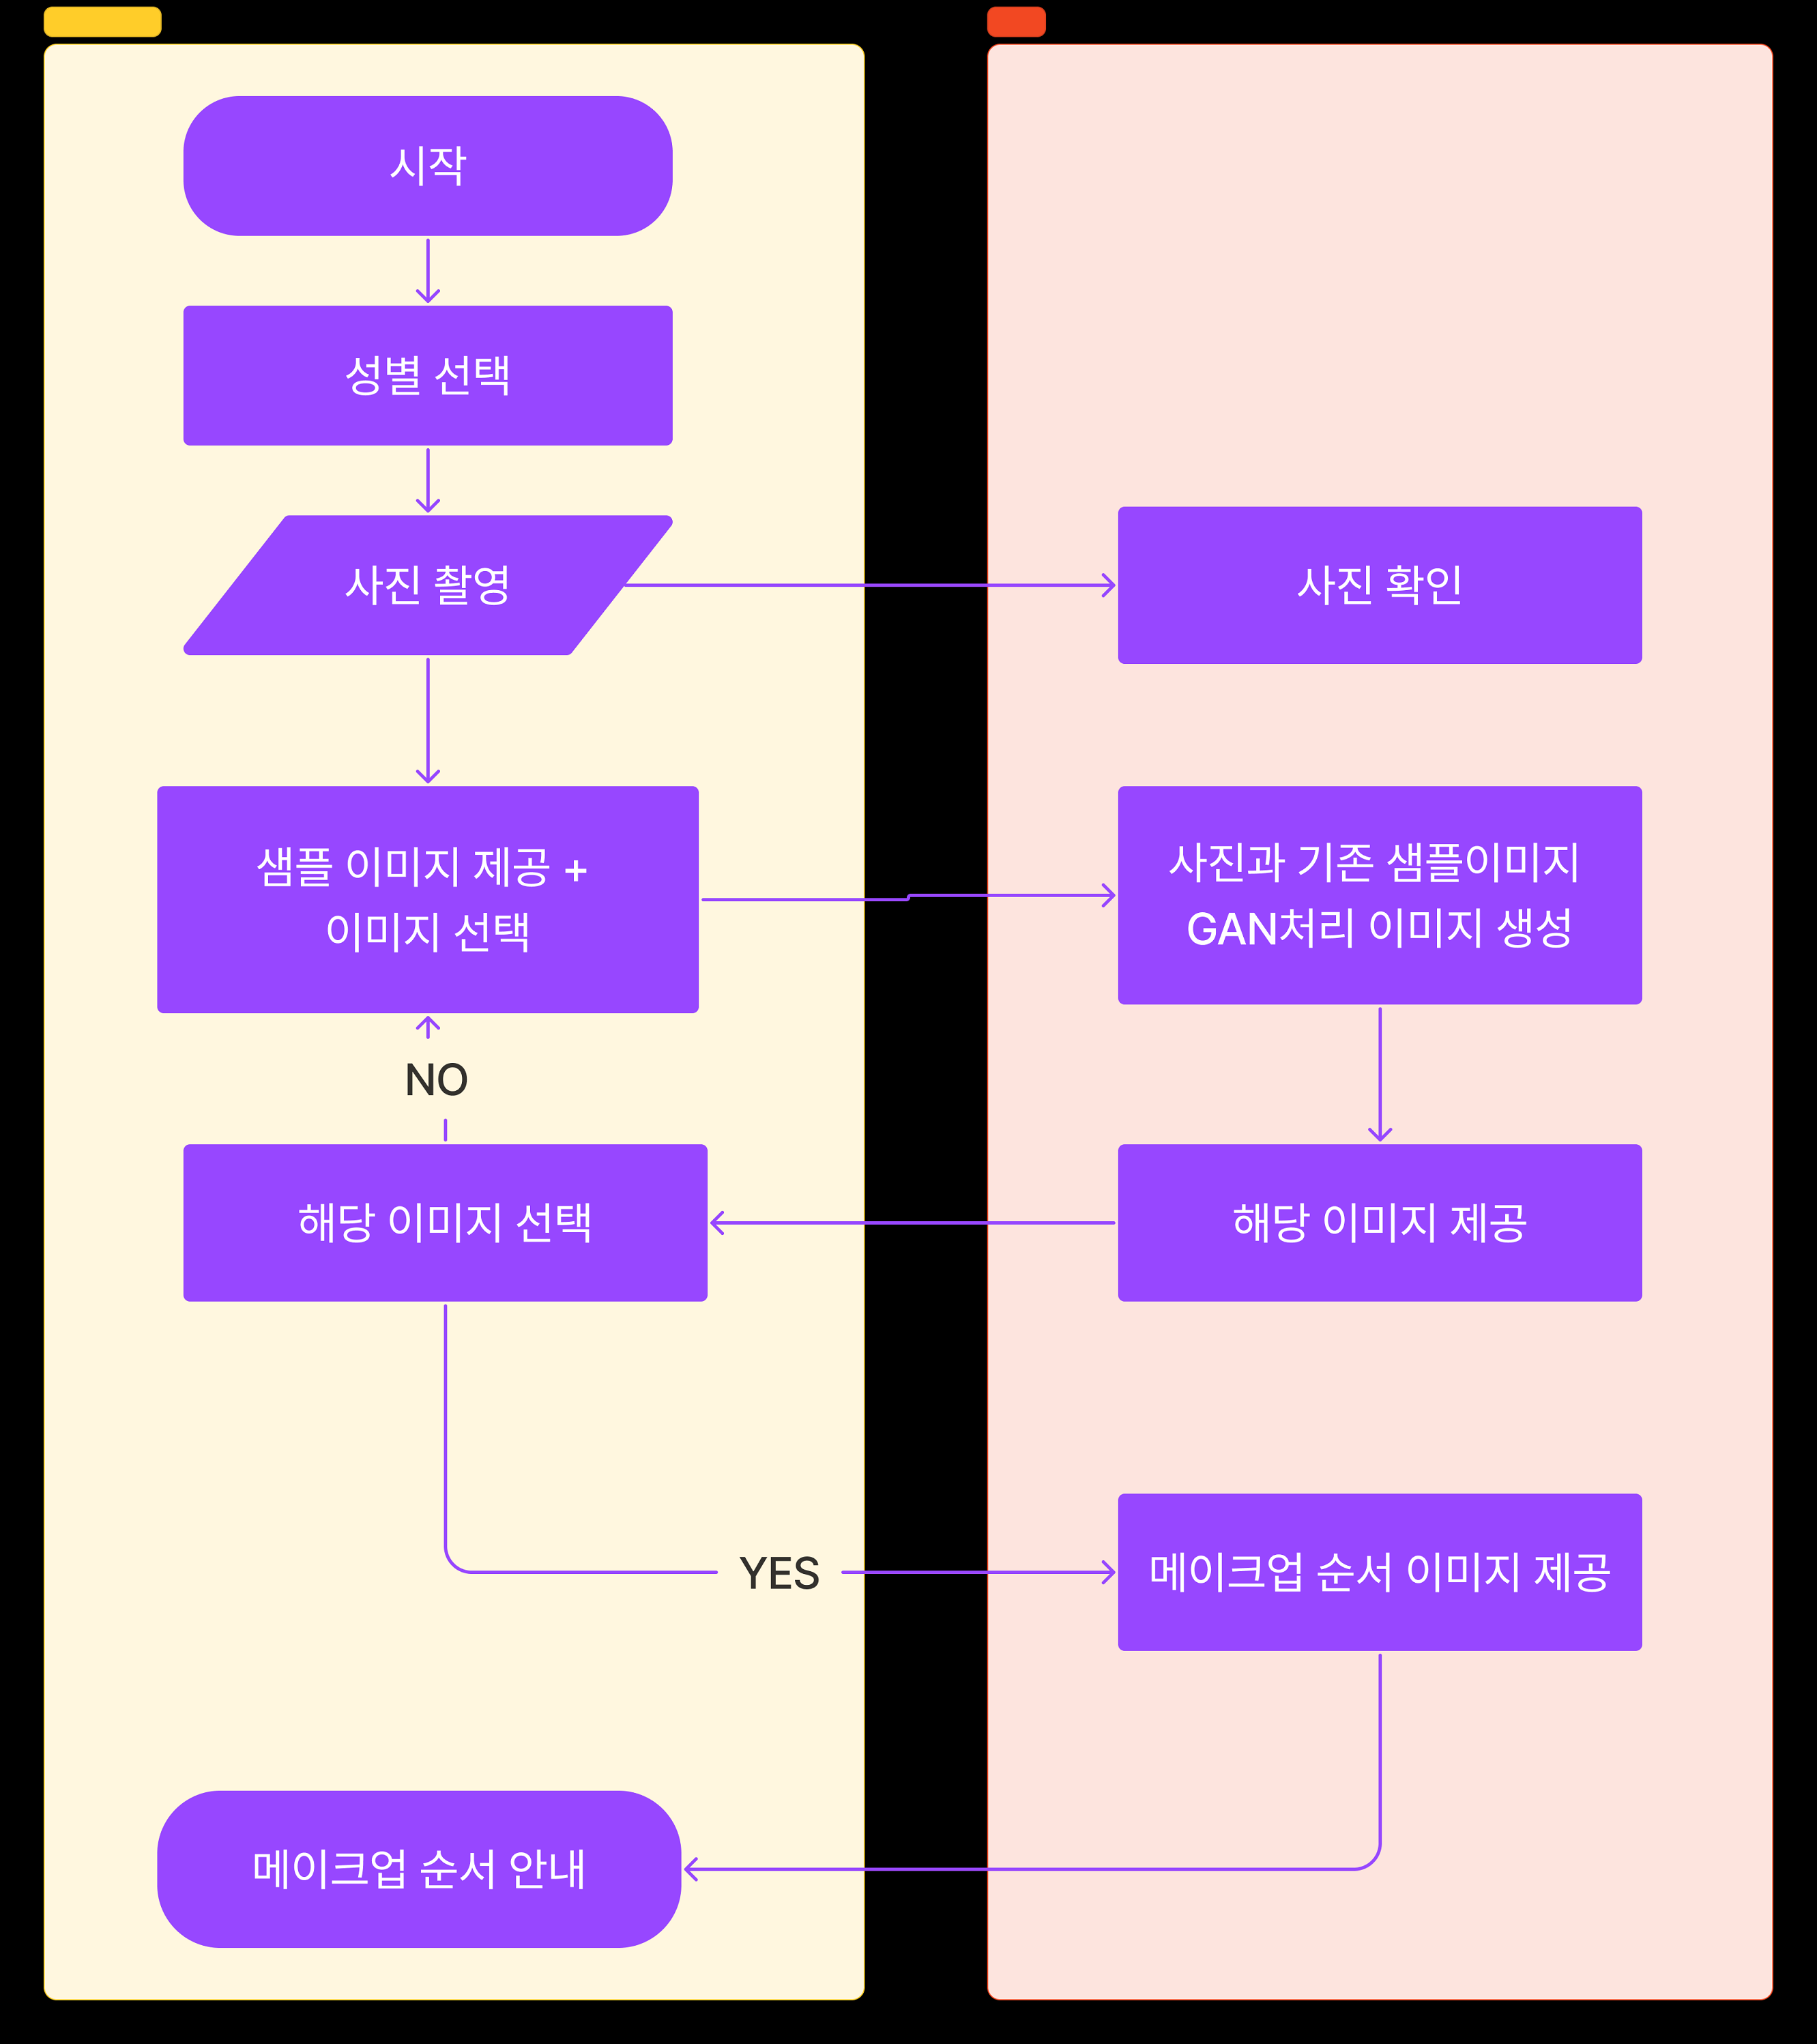 시작
성별 선택
사진 촬영
사진 확인
샘플 이미지 제공 +
이미지 선택
사진과 기존 샘플이미지
GAN처리 이미지 생성
NO
해당 이미지 선택
해당 이미지 제공
YES
메이크업 순서 이미지 제공
메이크업 순서 안내